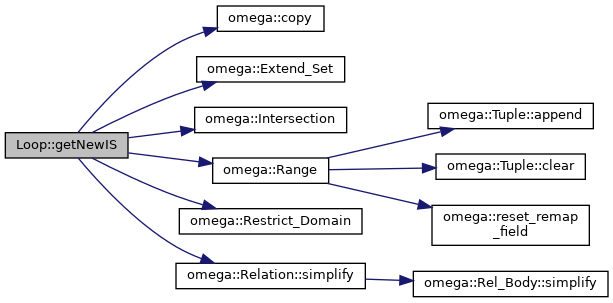 omega::copy
omega::Extend_Set
omega::Intersection
omega::Tuple::append
Loop::getNewIS
omega::Range
omega::Tuple::clear
omega::Restrict_Domain
omega::reset_remap
_field
omega::Relation::simplify
omega::Rel_Body::simplify